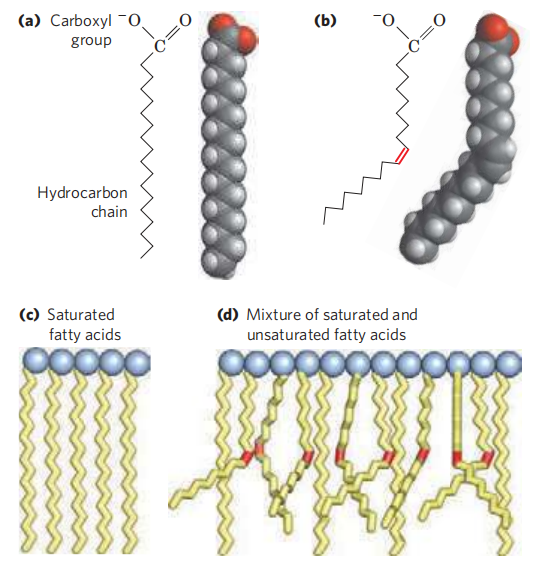 (a) Carboxyl
group
⁻O
O
C
Hydrocarbon
chain
(b)
⁻O
O
C
(c) Saturated
fatty acids
(d) Mixture of saturated and
unsaturated fatty acids